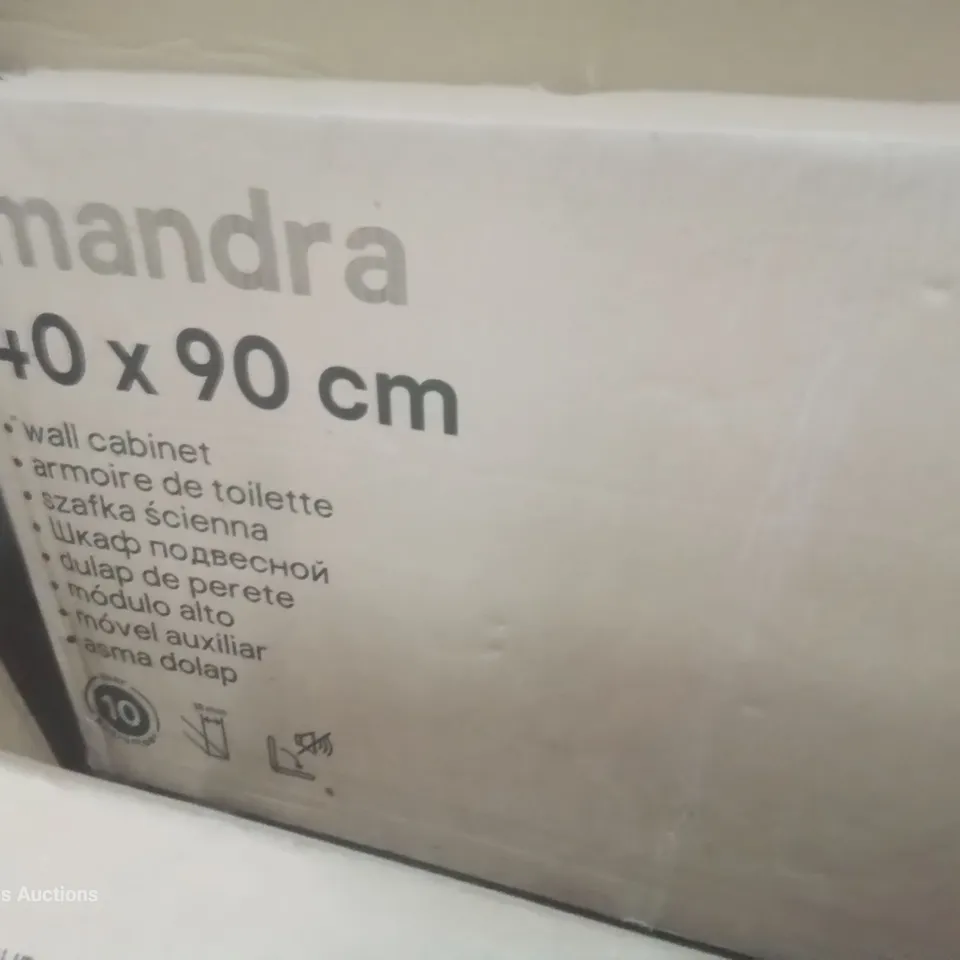 mandra
40 x 90 cm
• wall cabinet
• armoire de toilette
• szafka ścienna
• Шкаф подвесной
• dulap de perete
• módulo alto
• móvel auxiliar
• asma dolap
10
s Auctions